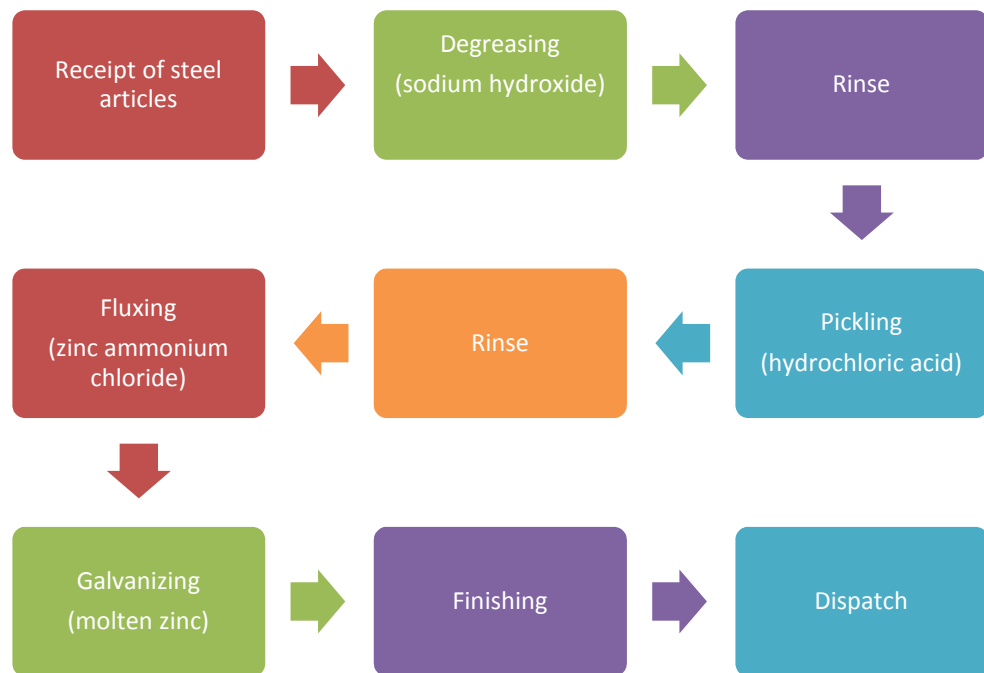 Receipt of steel
articles
Degreasing
(sodium hydroxide)
Rinse
Pickling
(hydrochloric acid)
Rinse
Fluxing
(zinc ammonium
chloride)
Galvanizing
(molten zinc)
Finishing
Dispatch